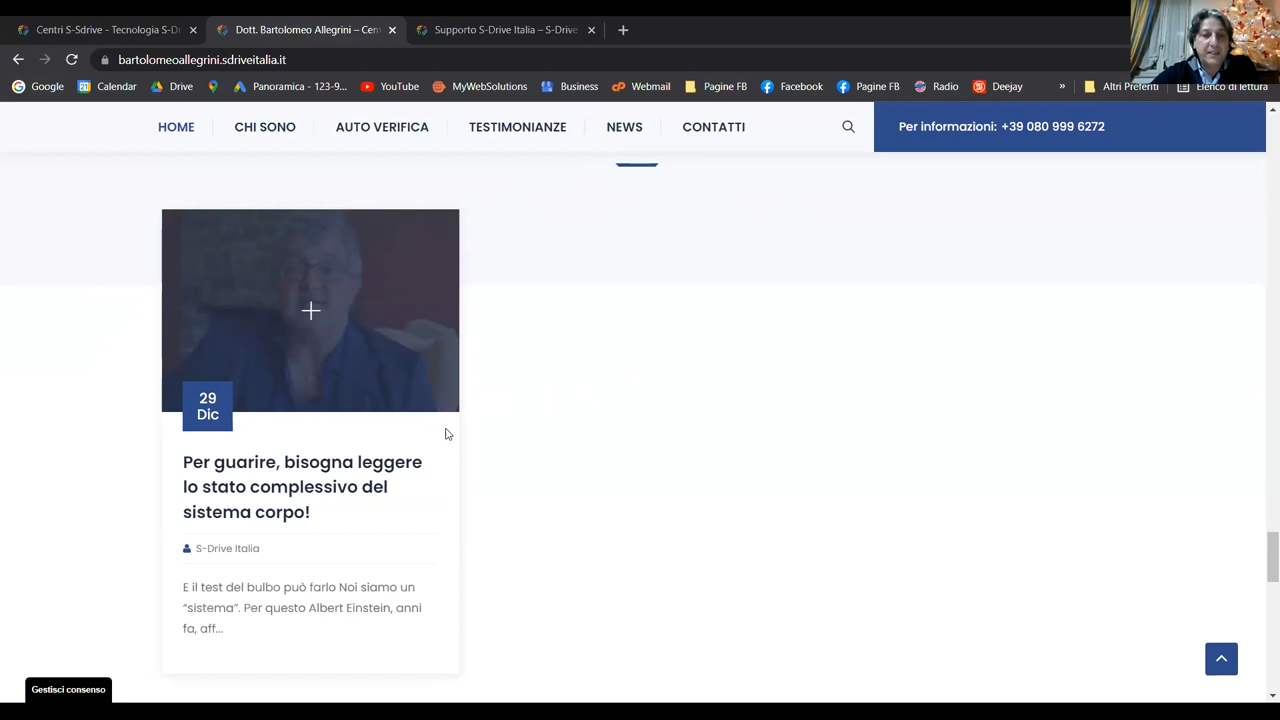 Centri S-Sdrive - Tecnologia S-D
Dott. Bartolomeo Allegrini – Cen
Supporto S-Drive Italia – S-Drive
bartolomeoallegrini.sdriveitalia.it
Google
Calendar
Drive
Panoramica - 123-9...
YouTube
MyWebSolutions
Business
Webmail
Pagine FB
Facebook
Pagine FB
Radio
Deejay
»
Altri Preferiti
Elenco di lettura
HOME
CHI SONO
AUTO VERIFICA
TESTIMONIANZE
NEWS
CONTATTI
Per informazioni: +39 080 999 6272
29
Dic
Per guarire, bisogna leggere
lo stato complessivo del
sistema corpo!
S-Drive Italia
E il test del bulbo può farlo Noi siamo un
“sistema”. Per questo Albert Einstein, anni
fa, aff...
Gestisci consenso